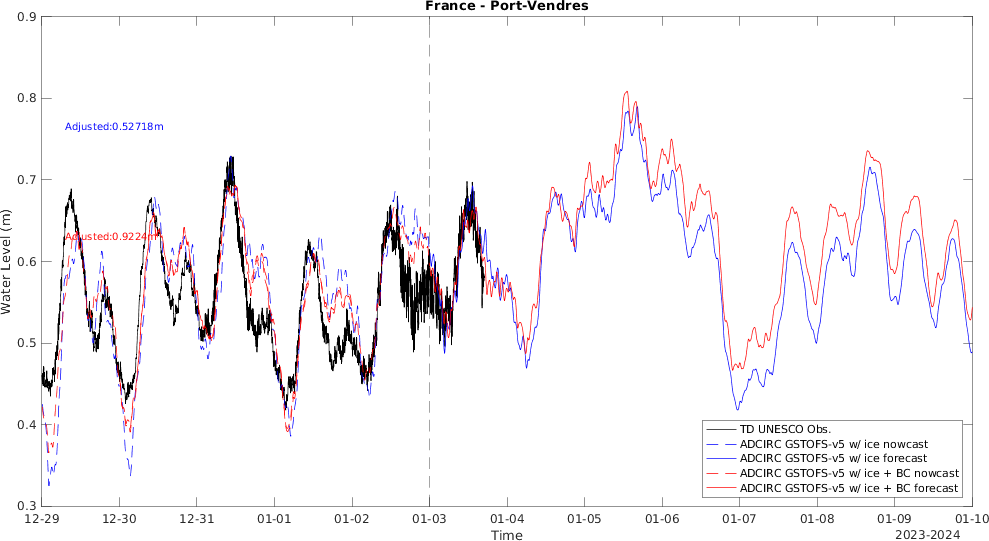 France - Port-Vendres
0.9
0.8
0.7
0.6
0.5
0.4
0.3
Water Level (m)
Adjusted:0.52718m
Adjusted:0.9224m
TD UNESCO Obs.
ADCIRC GSTOFS-v5 w/ ice nowcast
ADCIRC GSTOFS-v5 w/ ice forecast
ADCIRC GSTOFS-v5 w/ ice + BC nowcast
ADCIRC GSTOFS-v5 w/ ice + BC forecast
12-29 12-30 12-31 01-01 01-02 01-03 01-04 01-05 01-06 01-07 01-08 01-09 01-10
Time
2023-2024